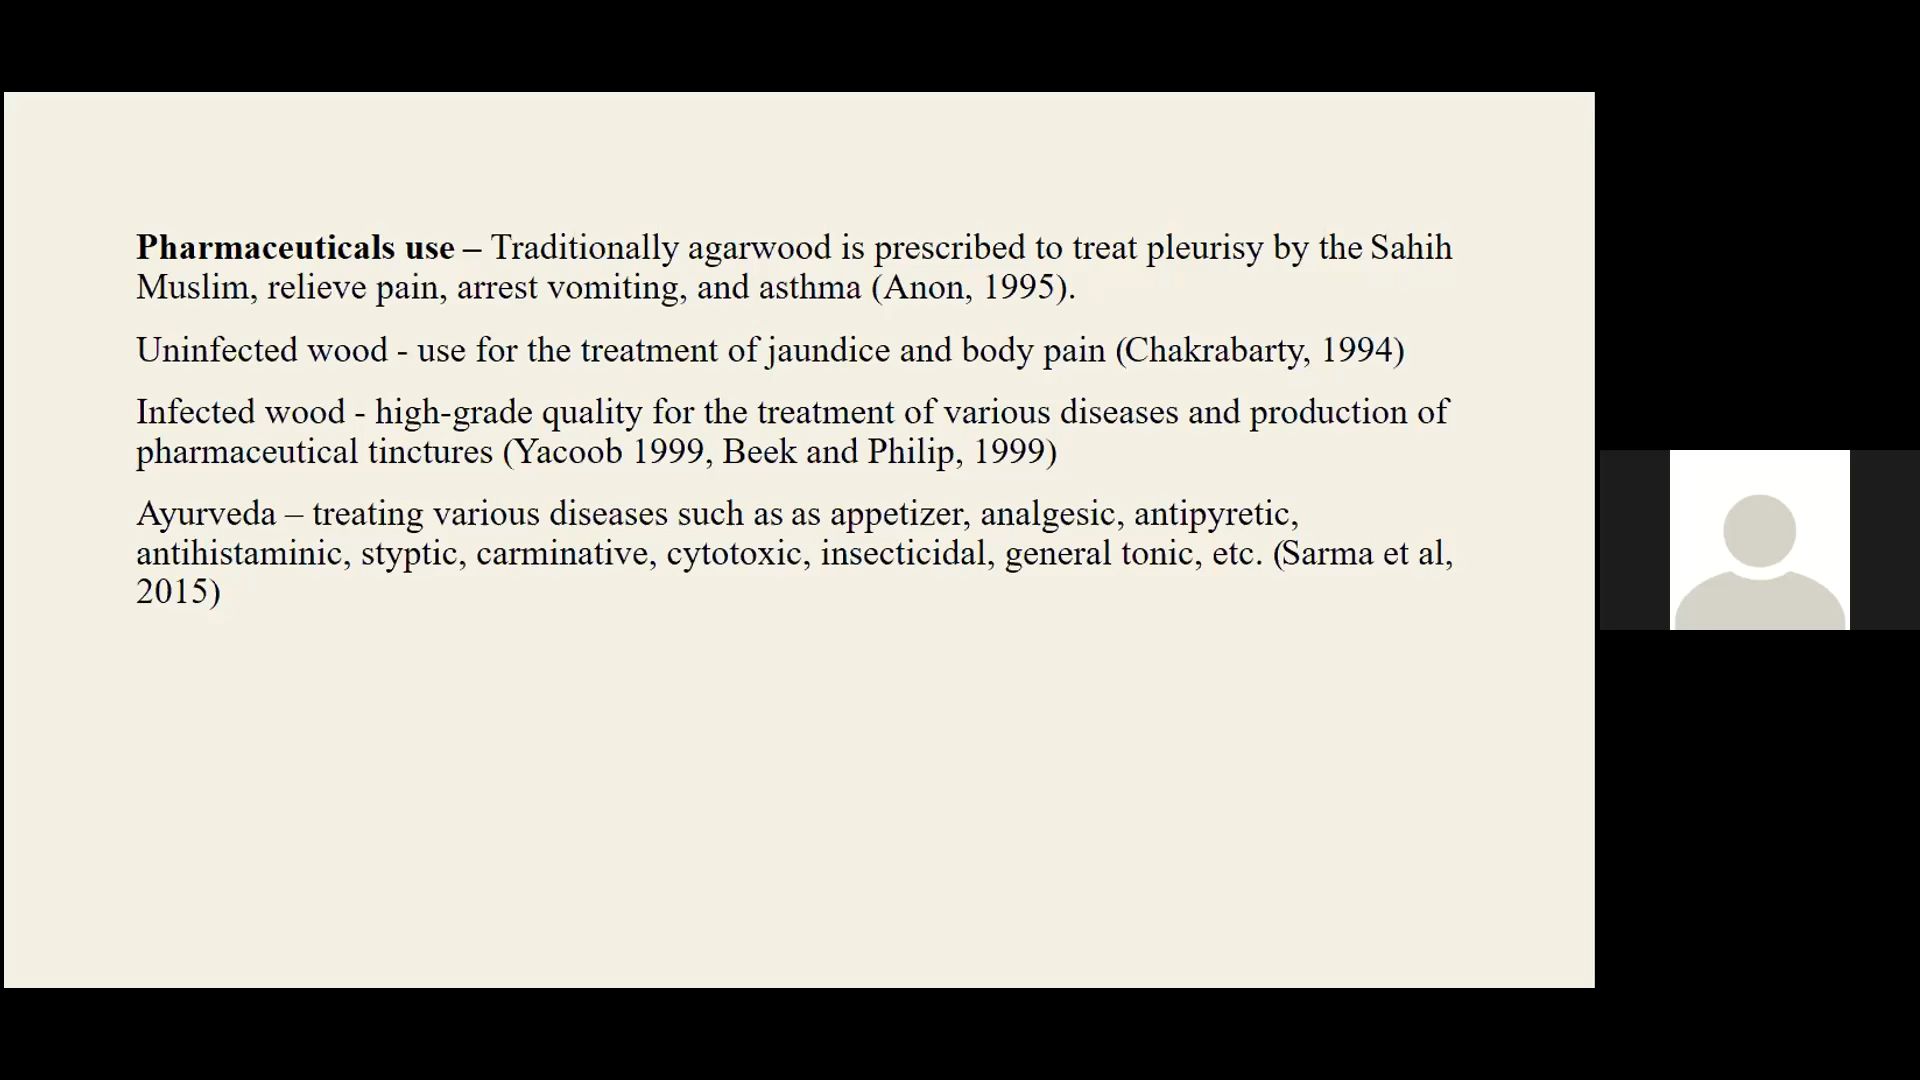 Pharmaceuticals use – Traditionally agarwood is prescribed to treat pleurisy by the Sahih
Muslim, relieve pain, arrest vomiting, and asthma (Anon, 1995).
Uninfected wood - use for the treatment of jaundice and body pain (Chakrabarty, 1994)
Infected wood - high-grade quality for the treatment of various diseases and production of
pharmaceutical tinctures (Yacoob 1999, Beek and Philip, 1999)
Ayurveda – treating various diseases such as as appetizer, analgesic, antipyretic,
antihistaminic, styptic, carminative, cytotoxic, insecticidal, general tonic, etc. (Sarma et al,
2015)